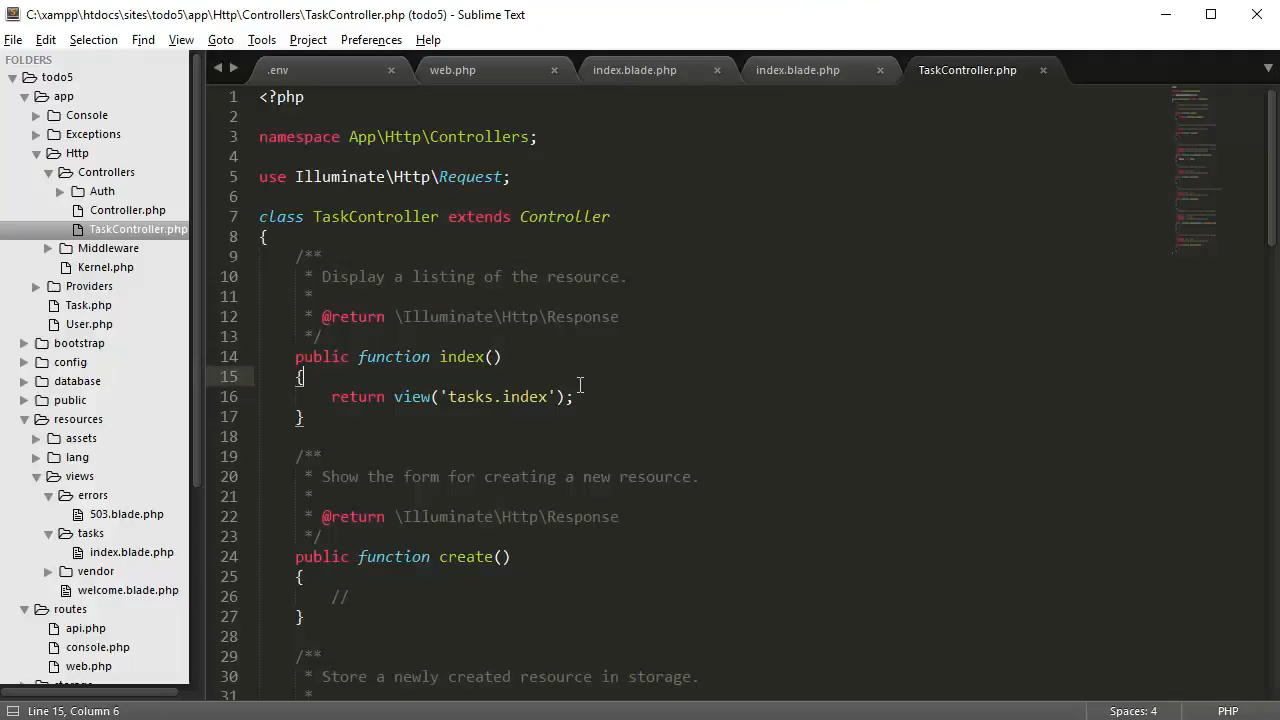 C:\xampp\htdocs\sites\todo5\app\Http\Controllers\TaskController.php (todo5) - Sublime Text
File Edit Selection Find View Goto Tools Project Preferences Help
FOLDERS
todo5
app
Console
Exceptions
Http
Controllers
Auth
Controller.php
TaskController.php
Middleware
Kernel.php
Providers
Task.php
User.php
bootstrap
config
database
public
resources
assets
lang
views
errors
503.blade.php
tasks
index.blade.php
vendor
welcome.blade.php
routes
api.php
console.php
web.php
.env web.php index.blade.php index.blade.php TaskController.php
1 <?php
2
3 namespace App\Http\Controllers;
4
5 use Illuminate\Http\Request;
6
7 class TaskController extends Controller
8 {
9 /**
10 * Display a listing of the resource.
11 *
12 * @return \Illuminate\Http\Response
13 */
14 public function index()
15 {
16 return view('tasks.index');
17 }
18
19 /**
20 * Show the form for creating a new resource.
21 *
22 * @return \Illuminate\Http\Response
23 */
24 public function create()
25 {
26 //
27 }
28
29 /**
30 * Store a newly created resource in storage.
31 *
Line 15, Column 6 Spaces: 4 PHP